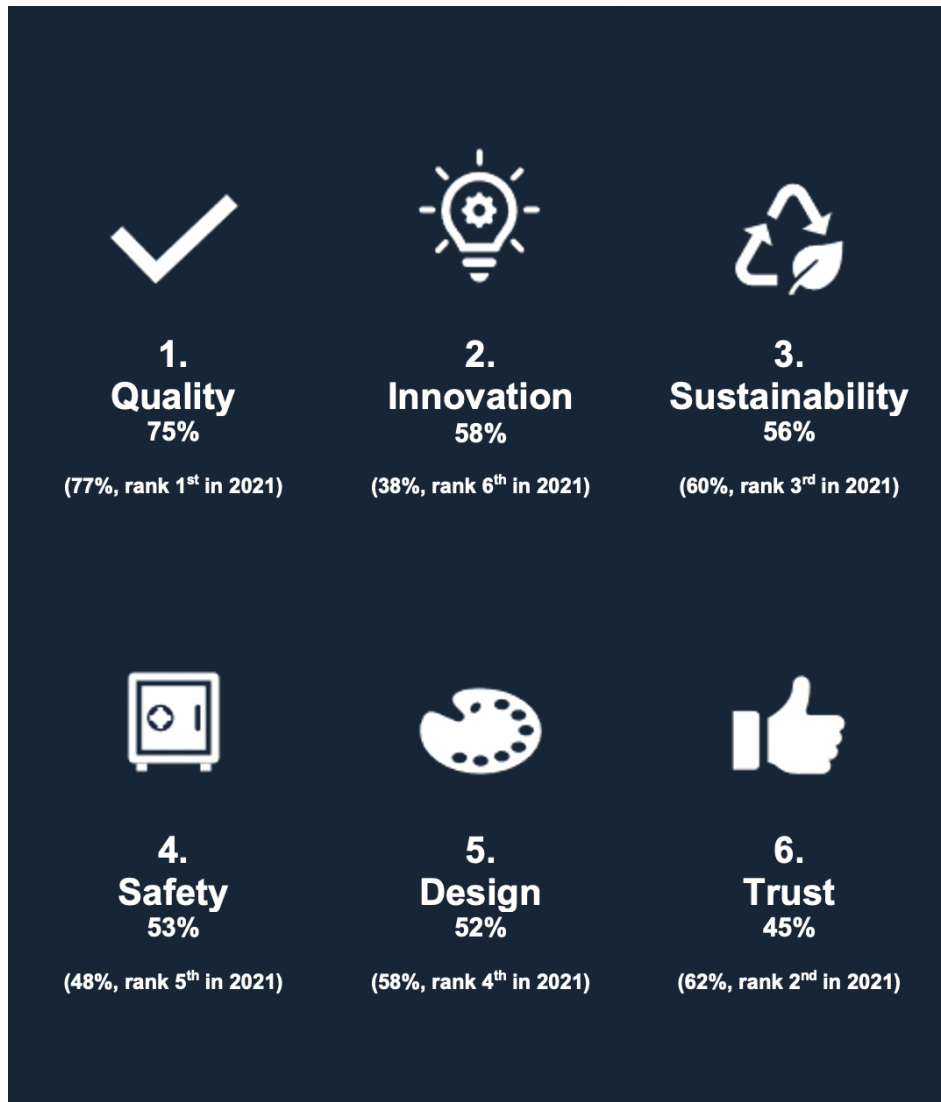 1.
Quality
75%
(77%, rank 1st in 2021)
2.
Innovation
58%
(38%, rank 6th in 2021)
3.
Sustainability
56%
(60%, rank 3rd in 2021)
4.
Safety
53%
(48%, rank 5th in 2021)
5.
Design
52%
(58%, rank 4th in 2021)
6.
Trust
45%
(62%, rank 2nd in 2021)